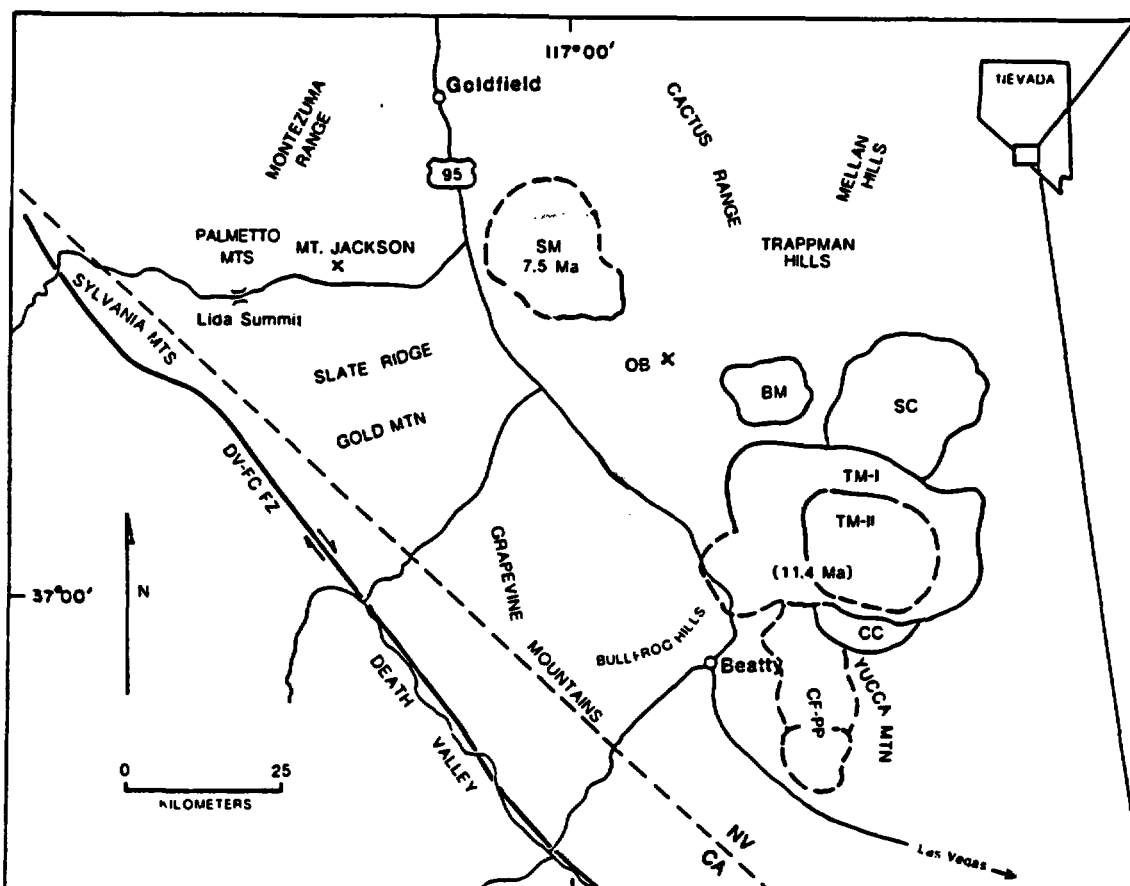 117°00'
NEVADA
Goldfield
MONTEZUMA
RANGE
CACTUS
RANGE
MELLAN
HILLS
95
PALMETTO
MTS
MT. JACKSON
SM
7.5 Ma
TRAPPMAN
HILLS
SYLVANIA MTS
Lida Summit
SLATE RIDGE
OB
BM
SC
GOLD MTN
DV-FC FZ
TM-I
TM-II
(11.4 Ma)
37°00'
N
GRAPEVINE
MOUNTAINS
BULLFROG HILLS
Beatty
CC
YUCCA MTN
CF-PP
DEATH
VALLEY
0 25
KILOMETERS
NV
CA
Las Vegas